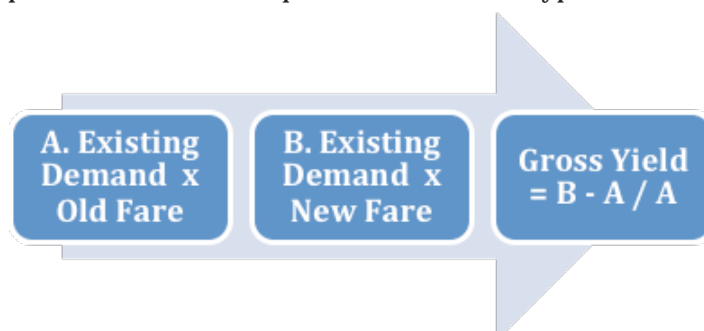 A. Existing
Demand x
Old Fare
B. Existing
Demand x
New Fare
Gross Yield
= B - A / A